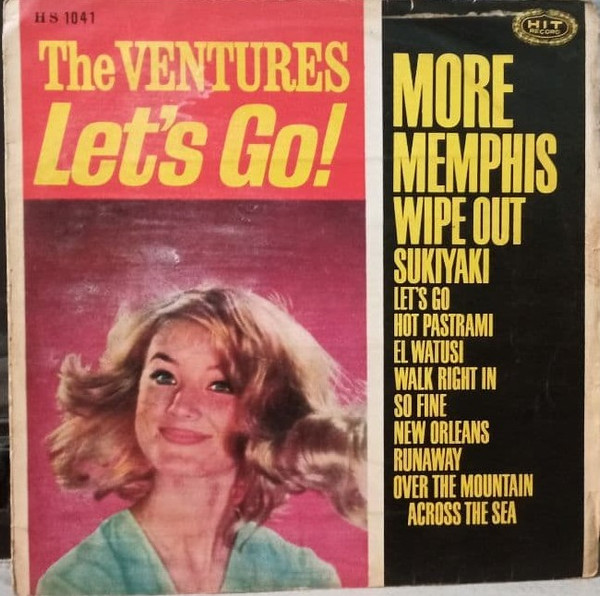 HS 1041
The VENTURES
Let's Go!
HIT
RECORD
MORE
MEMPHIS
WIPE OUT
SUKIYAKI
LET'S GO
HOT PASTRAMI
EL WATUSI
WALK RIGHT IN
SO FINE
NEW ORLEANS
RUNAWAY
OVER THE MOUNTAIN
ACROSS THE SEA